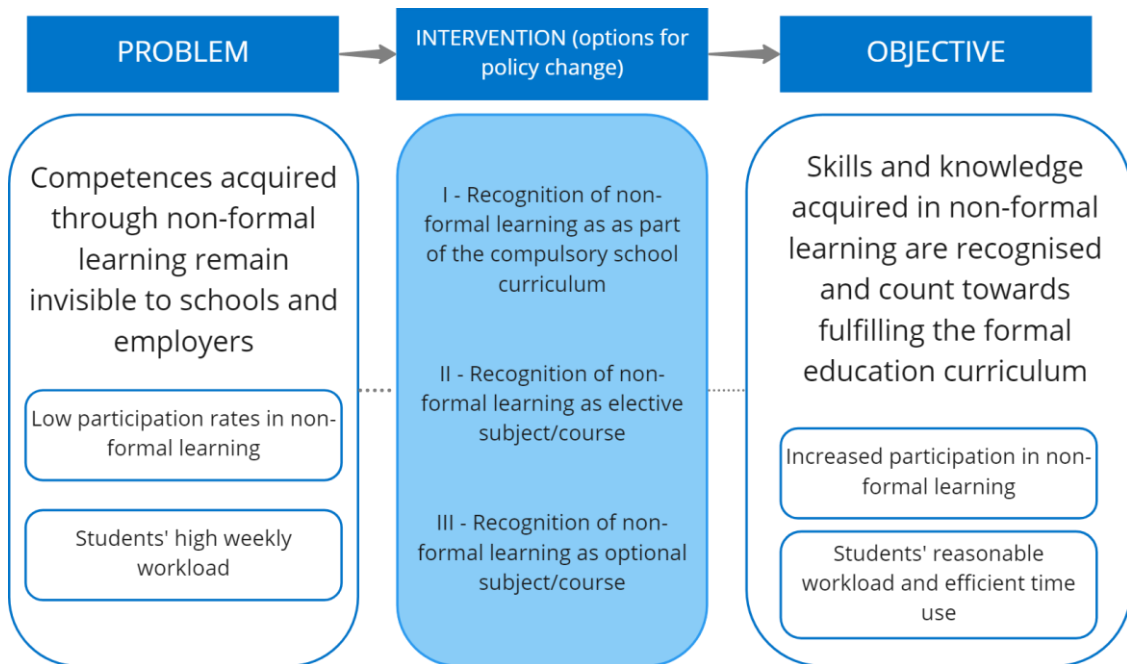 PROBLEM
INTERVENTION (options for
policy change)
OBJECTIVE
Competences acquired
through non-formal
learning remain
invisible to schools and
employers
Low participation rates in non-
formal learning
Students' high weekly
workload
I - Recognition of non-
formal learning as as part
of the compulsory school
curriculum
II - Recognition of non-
formal learning as elective
subject/course
III - Recognition of non-
formal learning as optional
subject/course
Skills and knowledge
acquired in non-formal
learning are recognised
and count towards
fulfilling the formal
education curriculum
Increased participation in non-
formal learning
Students' reasonable
workload and efficient time
use